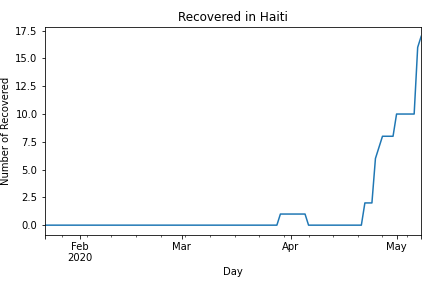 Recovered in Haiti
17.5
15.0
12.5
10.0
7.5
5.0
2.5
0.0
Number of Recovered
Feb
2020
Mar
Apr
May
Day